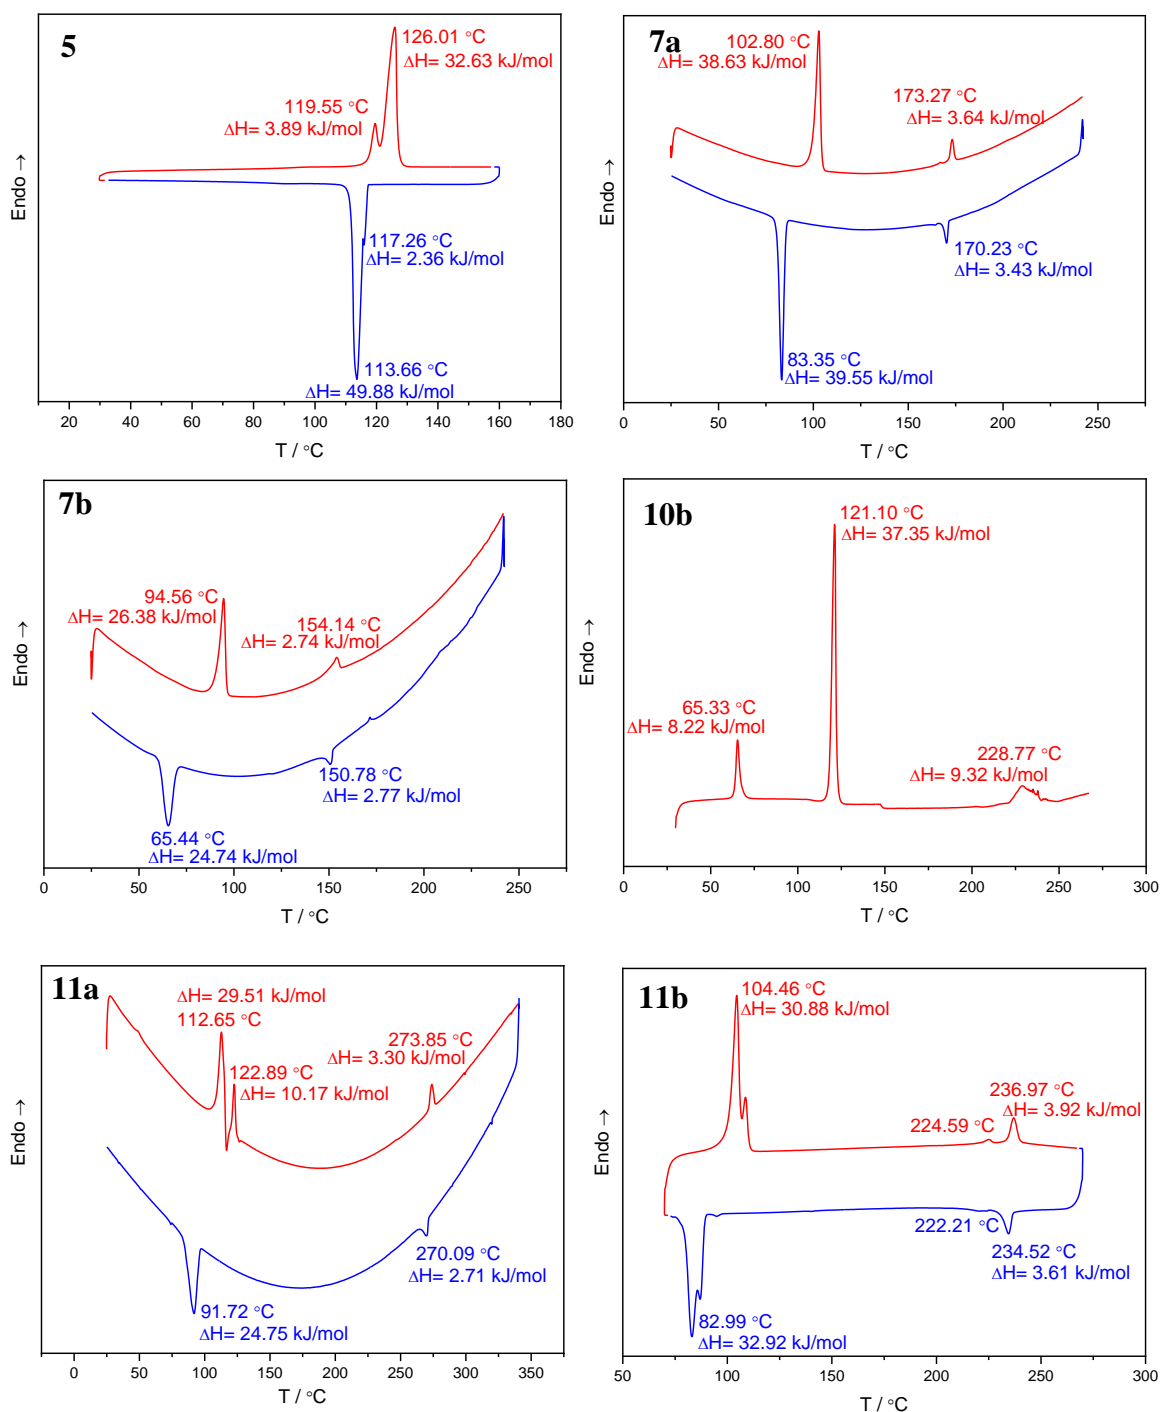 5
126.01 °C
ΔH= 32.63 kJ/mol
119.55 °C
ΔH= 3.89 kJ/mol
117.26 °C
ΔH= 2.36 kJ/mol
113.66 °C
ΔH= 49.88 kJ/mol
Endo →
20 40 60 80 100 120 140 160 180
T / °C
7a
102.80 °C
ΔH= 38.63 kJ/mol
173.27 °C
ΔH= 3.64 kJ/mol
170.23 °C
ΔH= 3.43 kJ/mol
83.35 °C
ΔH= 39.55 kJ/mol
Endo →
0 50 100 150 200 250
T / °C
7b
94.56 °C
ΔH= 26.38 kJ/mol
154.14 °C
ΔH= 2.74 kJ/mol
150.78 °C
ΔH= 2.77 kJ/mol
65.44 °C
ΔH= 24.74 kJ/mol
Endo →
0 50 100 150 200 250
T / °C
10b
121.10 °C
ΔH= 37.35 kJ/mol
65.33 °C
ΔH= 8.22 kJ/mol
228.77 °C
ΔH= 9.32 kJ/mol
Endo →
0 50 100 150 200 250 300
T / °C
11a
ΔH= 29.51 kJ/mol
112.65 °C
122.89 °C
ΔH= 10.17 kJ/mol
273.85 °C
ΔH= 3.30 kJ/mol
270.09 °C
ΔH= 2.71 kJ/mol
91.72 °C
ΔH= 24.75 kJ/mol
Endo →
0 50 100 150 200 250 300 350
T / °C
11b
104.46 °C
ΔH= 30.88 kJ/mol
236.97 °C
ΔH= 3.92 kJ/mol
224.59 °C
222.21 °C
234.52 °C
ΔH= 3.61 kJ/mol
82.99 °C
ΔH= 32.92 kJ/mol
Endo →
50 100 150 200 250 300
T / °C